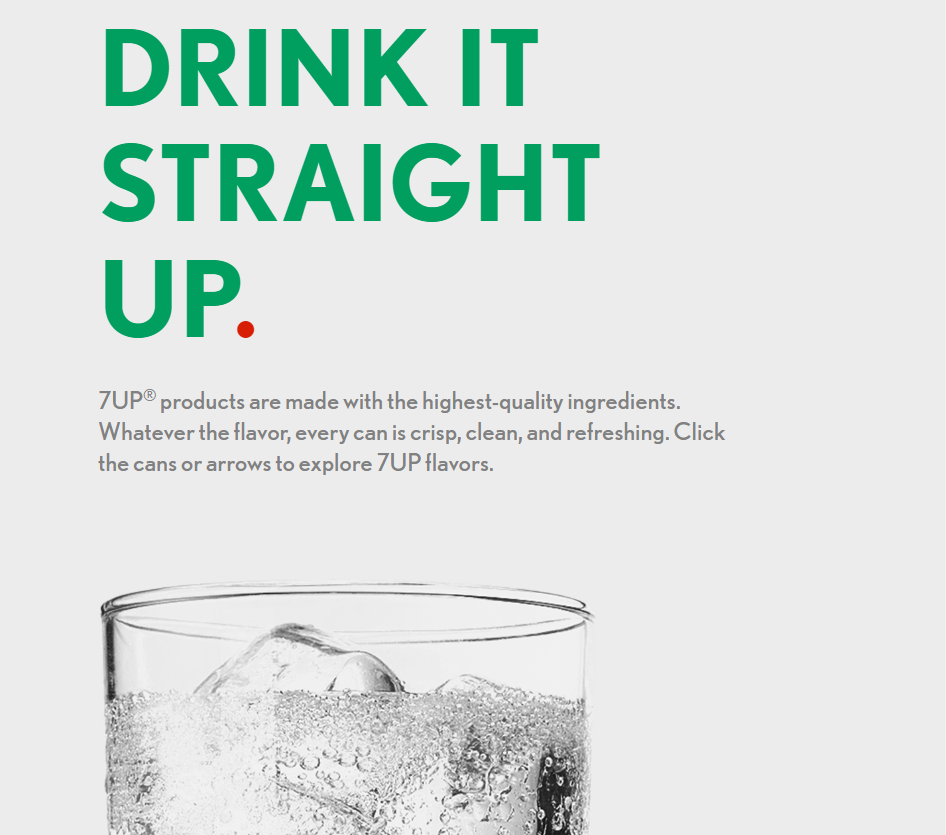 DRINK IT
STRAIGHT
UP.
7UP® products are made with the highest-quality ingredients.
Whatever the flavor, every can is crisp, clean, and refreshing. Click
the cans or arrows to explore 7UP flavors.